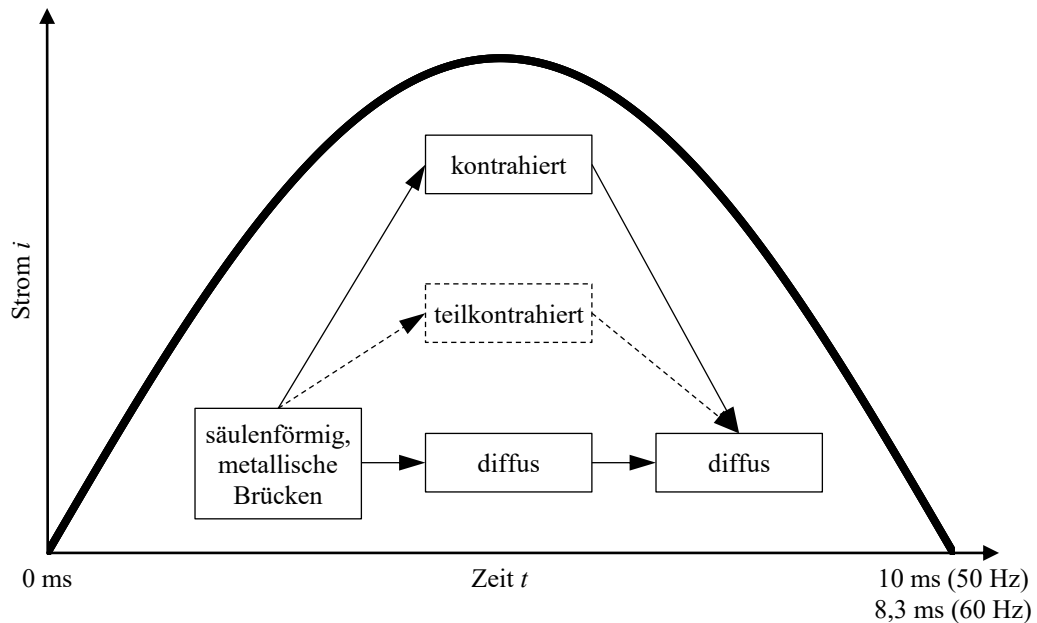 Strom i
kontrahiert
teilkontrahiert
säulenförmig,
metallische
Brücken
diffus
diffus
0 ms
Zeit t
10 ms (50 Hz)
8,3 ms (60 Hz)